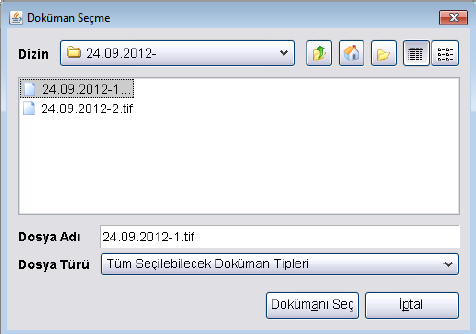 Doküman Seçme
Dizin 24.09.2012-
24.09.2012-1...
24.09.2012-2.tif
Dosya Adı 24.09.2012-1.tif
Dosya Türü Tüm Seçilebilecek Doküman Tipleri
Dokümanı Seç İptal